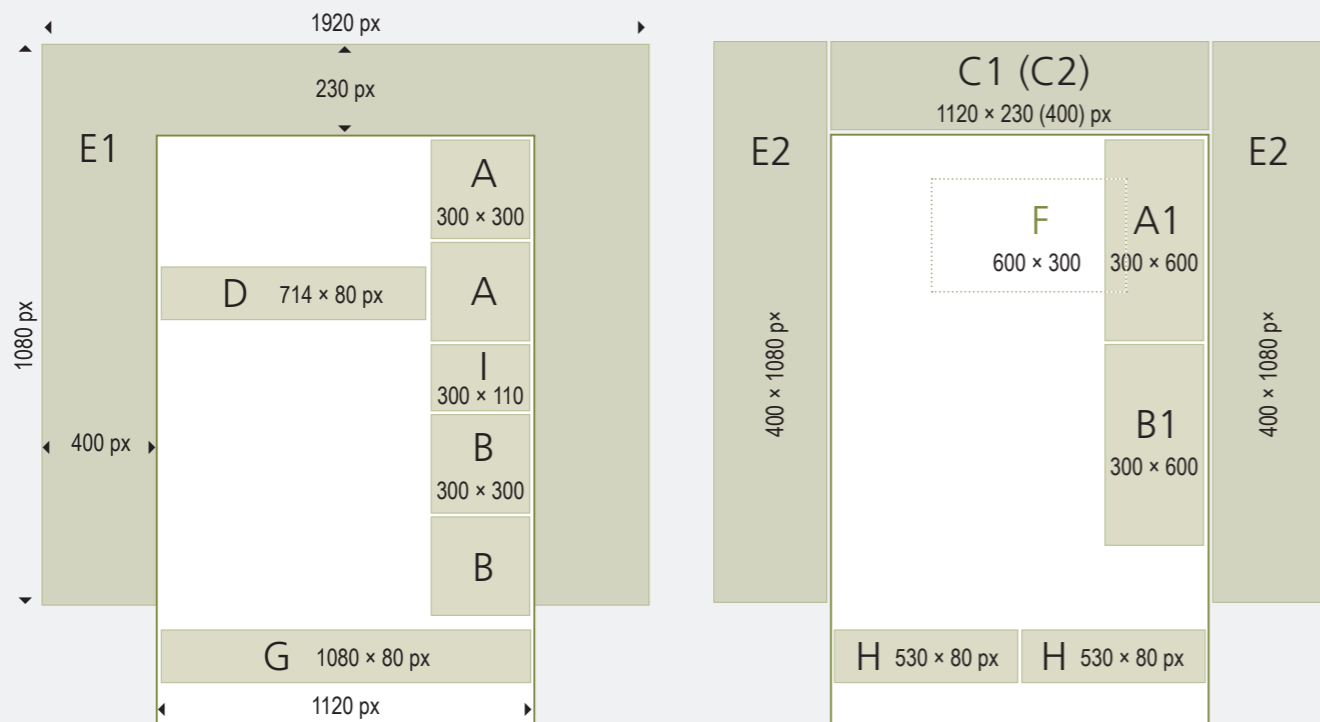 1920 px
230 px
E1
A
300 × 300
A
D 714 × 80 px
1080 px
I
300 × 110
400 px
B
300 × 300
B
G 1080 × 80 px
1120 px
C1 (C2)
1120 × 230 (400) px
E2
E2
F
600 × 300
A1
300 × 600
400 × 1080 px
400 × 1080 px
B1
300 × 600
H 530 × 80 px
H 530 × 80 px